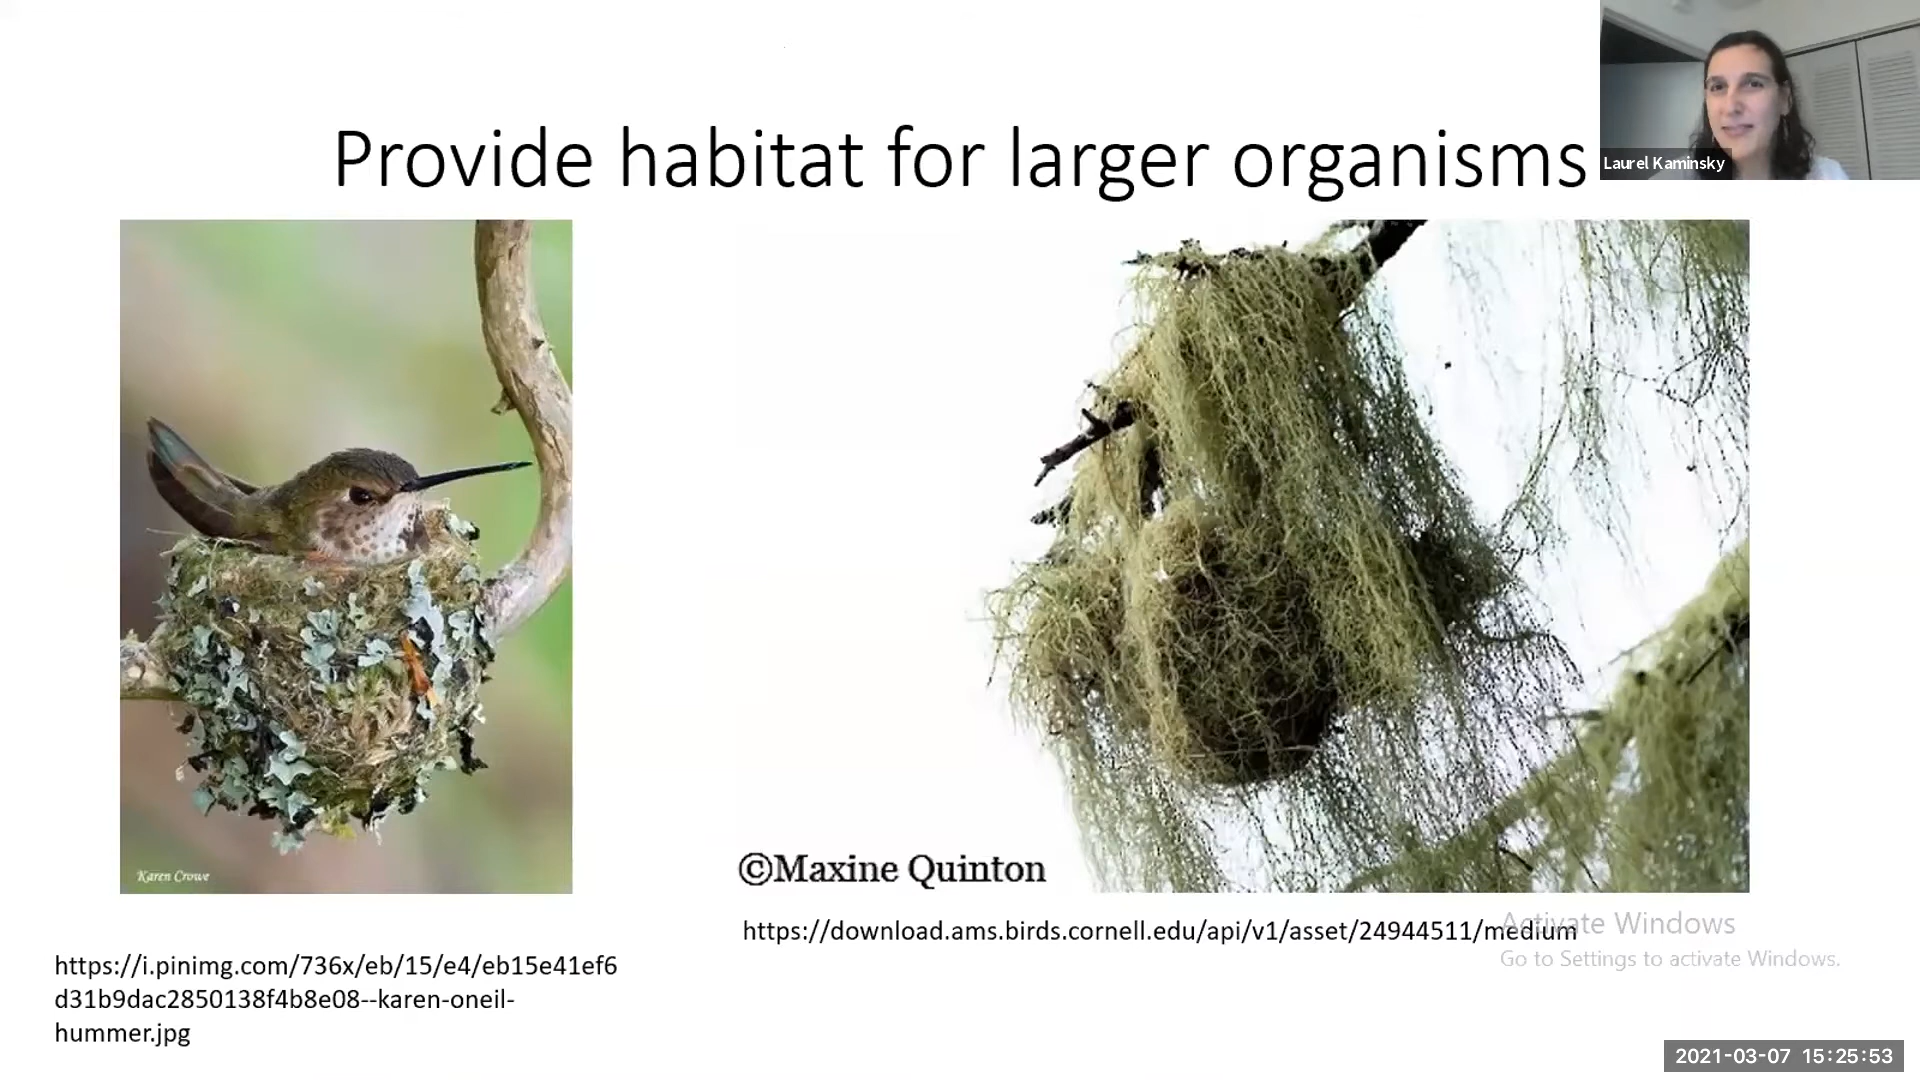 Provide habitat for larger organisms
Laurel Kaminsky
Karen Crowe
©Maxine Quinton
https://download.ams.birds.cornell.edu/api/v1/asset/24944511/medium
Activate Windows
Go to Settings to activate Windows.
https://i.pinimg.com/736x/eb/15/e4/eb15e41ef6
d31b9dac2850138f4b8e08--karen-oneil-
hummer.jpg
2021-03-07 15:25:53